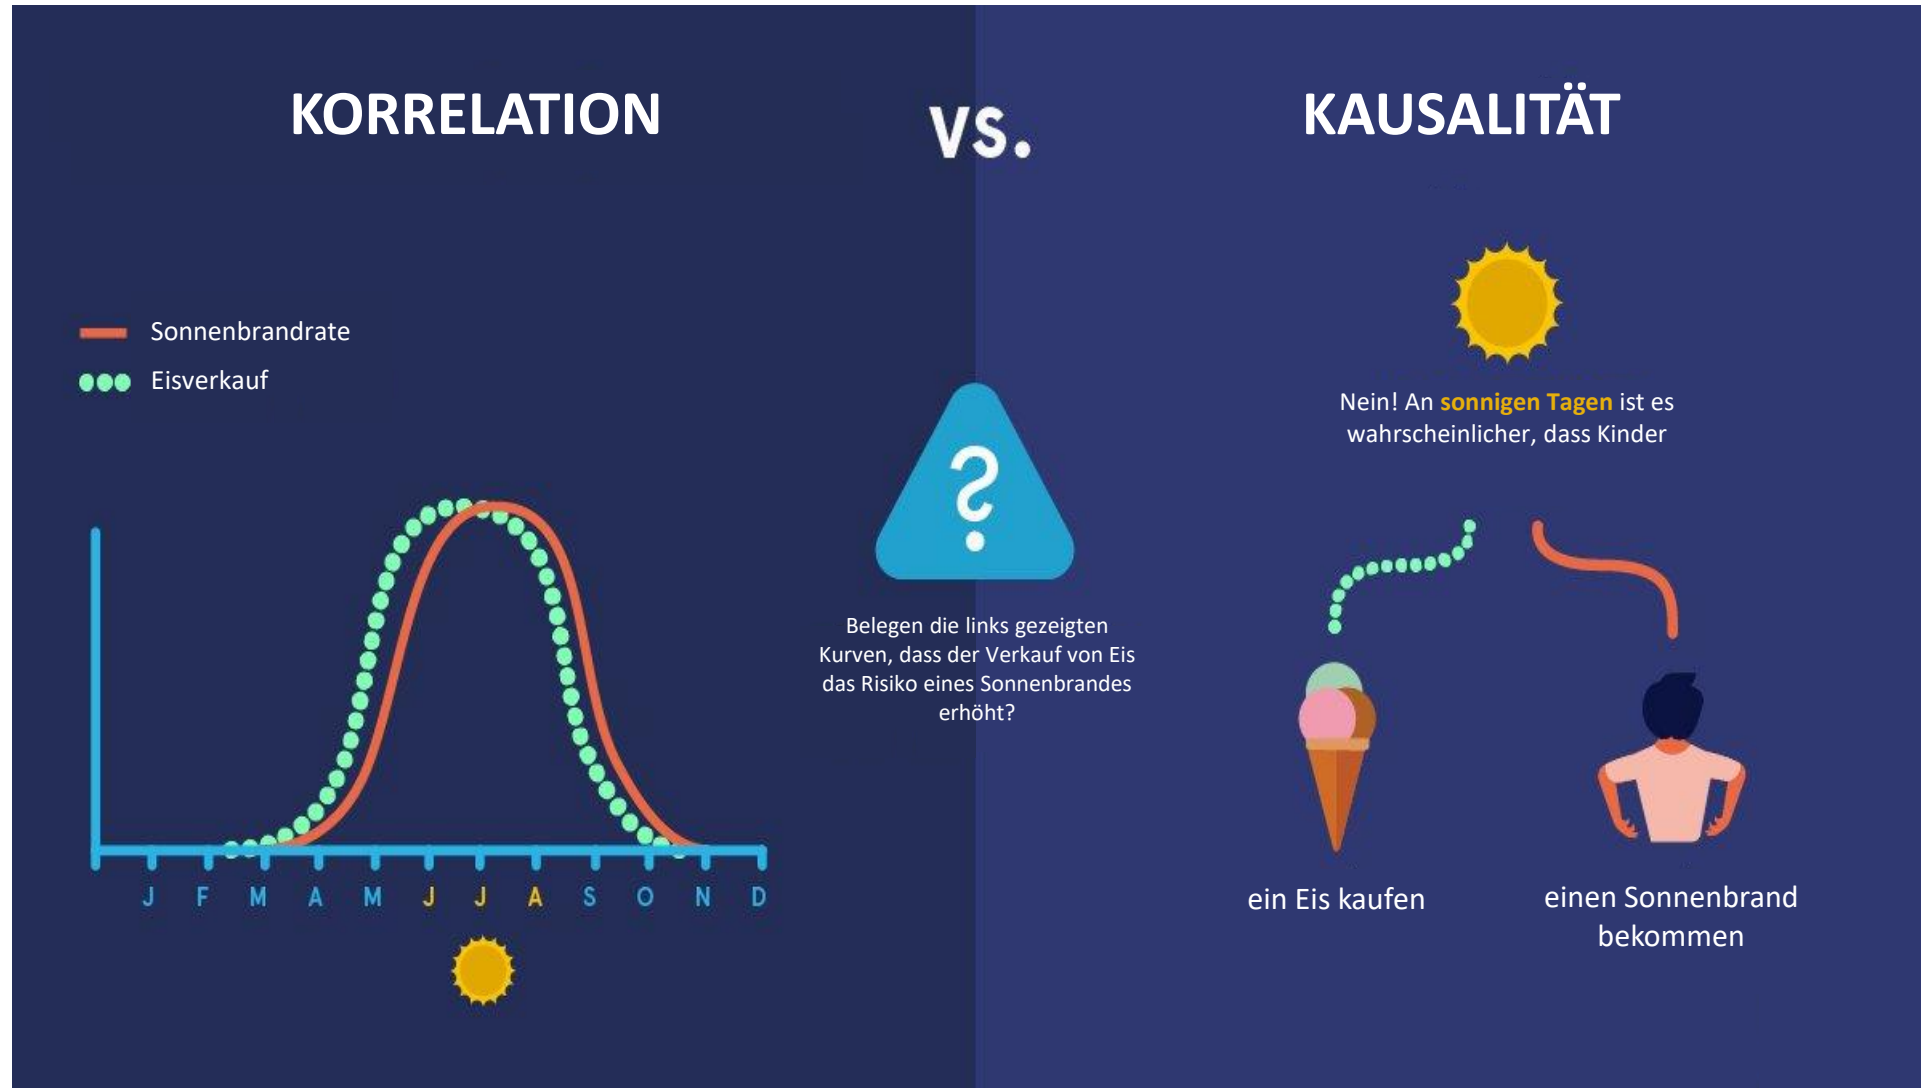 KORRELATION
VS.
KAUSALITÄT
Sonnenbrandrate
Eisverkauf
J F M A M J J A S O N D
?
Belegen die links gezeigten
Kurven, dass der Verkauf von Eis
das Risiko eines Sonnenbrandes
erhöht?
Nein! An sonnigen Tagen ist es
wahrscheinlicher, dass Kinder
ein Eis kaufen
einen Sonnenbrand
bekommen